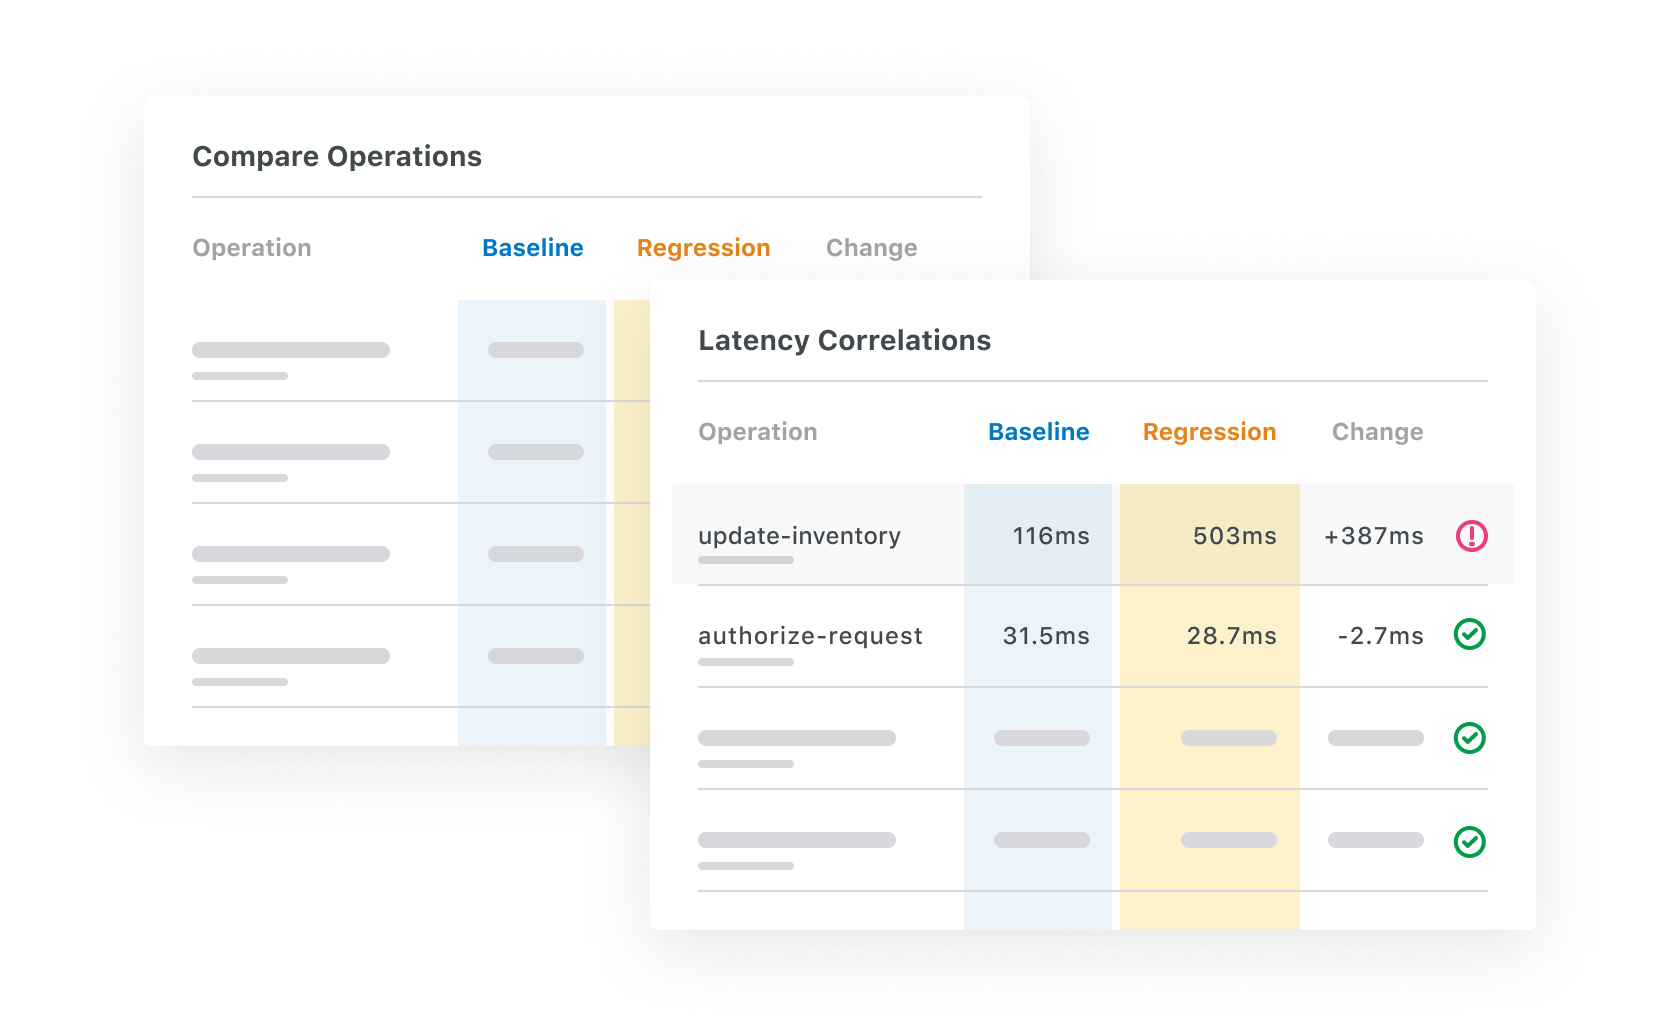 Compare Operations
Operation Baseline Regression Change
Latency Correlations
Operation Baseline Regression Change
update-inventory 116ms 503ms +387ms
authorize-request 31.5ms 28.7ms -2.7ms